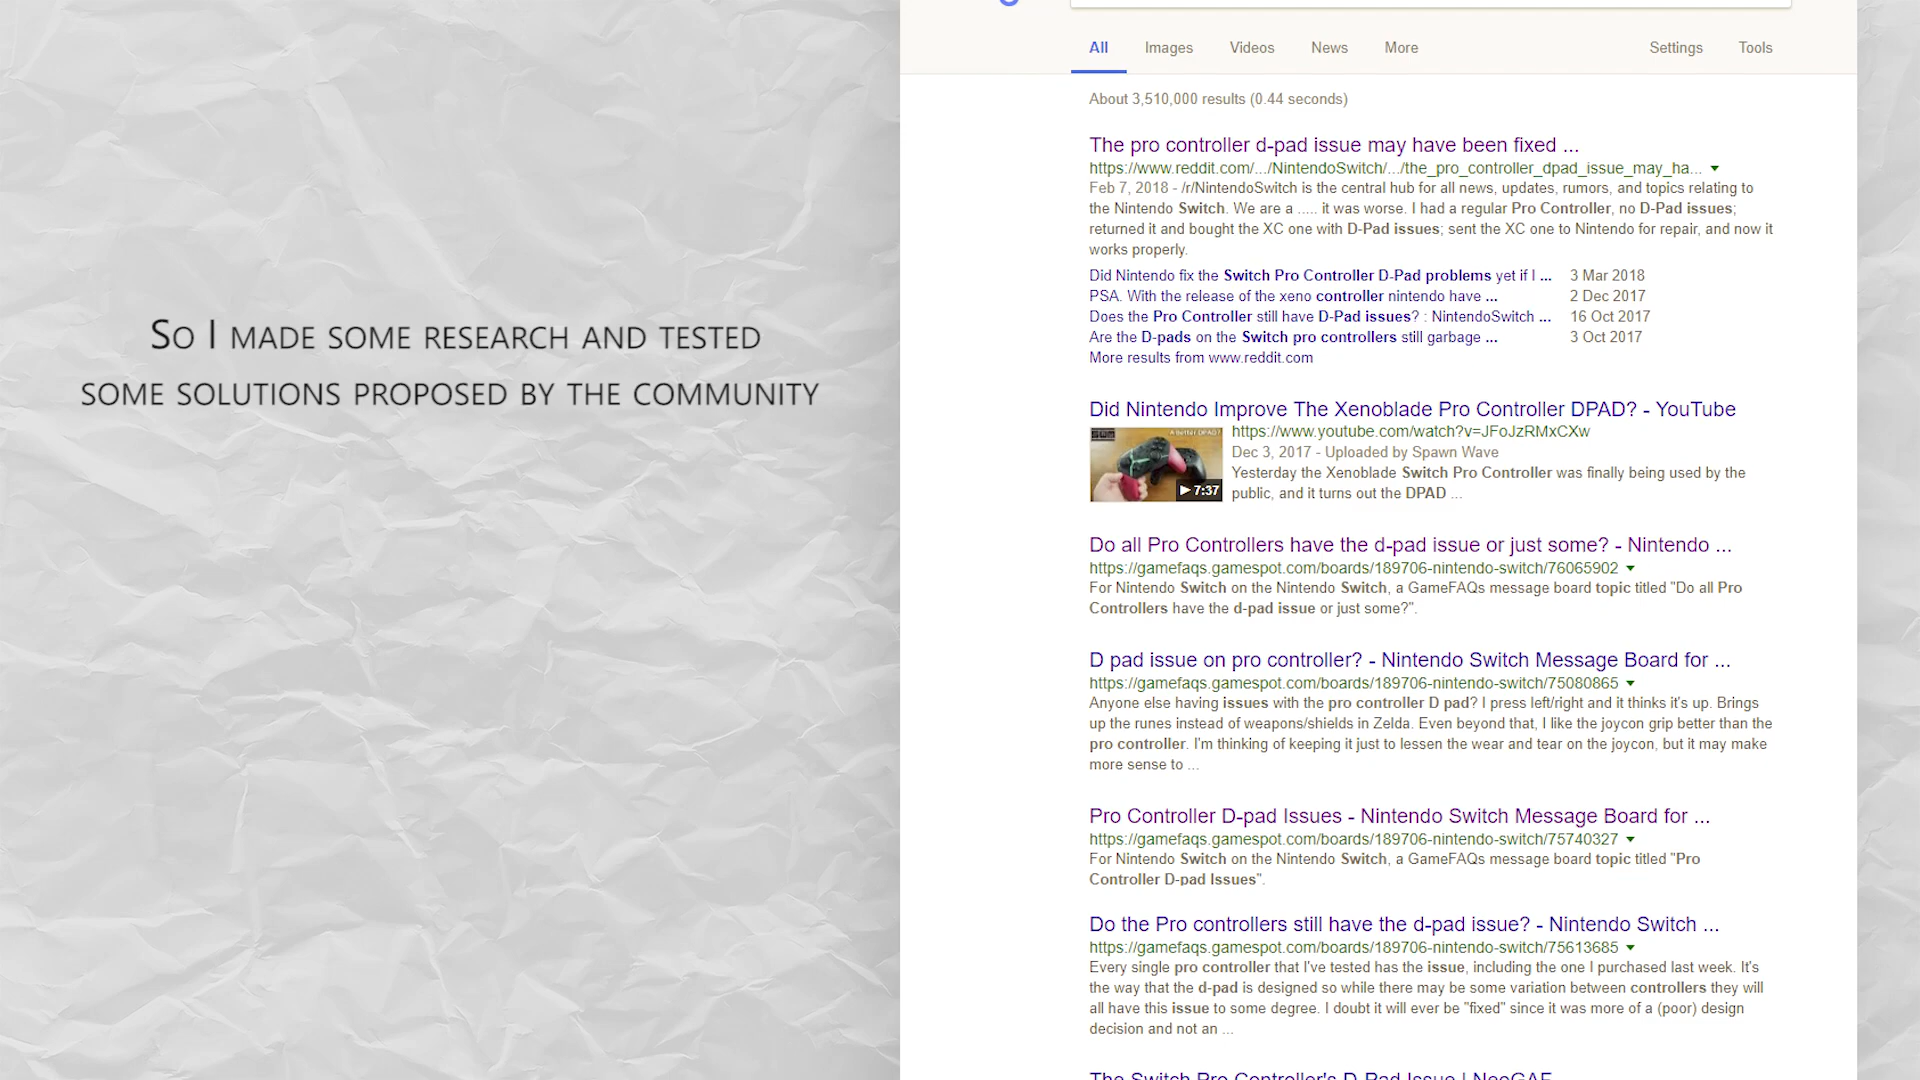 So I made some research and tested
some solutions proposed by the community
All Images Videos News More Settings Tools
About 3,510,000 results (0.44 seconds)
The pro controller d-pad issue may have been fixed ...
https://www.reddit.com/.../NintendoSwitch/.../the_pro_controller_dpad_issue_may_ha...
Feb 7, 2018 - /r/NintendoSwitch is the central hub for all news, updates, rumors, and topics relating to
the Nintendo Switch. We are a ..... it was worse. I had a regular Pro Controller, no D-Pad issues;
returned it and bought the XC one with D-Pad issues; sent the XC one to Nintendo for repair, and now it
works properly.
Did Nintendo fix the Switch Pro Controller D-Pad problems yet if I ... 3 Mar 2018
PSA. With the release of the xeno controller nintendo have ... 2 Dec 2017
Does the Pro Controller still have D-Pad issues? : NintendoSwitch ... 16 Oct 2017
Are the D-pads on the Switch pro controllers still garbage ... 3 Oct 2017
More results from www.reddit.com
Did Nintendo Improve The Xenoblade Pro Controller DPAD? - YouTube
https://www.youtube.com/watch?v=JFoJzRMxCXw
Dec 3, 2017 - Uploaded by Spawn Wave
Yesterday the Xenoblade Switch Pro Controller was finally being used by the
public, and it turns out the DPAD ...
A better DPAD?
7:37
Do all Pro Controllers have the d-pad issue or just some? - Nintendo ...
https://gamefaqs.gamespot.com/boards/189706-nintendo-switch/76065902
For Nintendo Switch on the Nintendo Switch, a GameFAQs message board topic titled "Do all Pro
Controllers have the d-pad issue or just some?".
D pad issue on pro controller? - Nintendo Switch Message Board for ...
https://gamefaqs.gamespot.com/boards/189706-nintendo-switch/75080865
Anyone else having issues with the pro controller D pad? I press left/right and it thinks it's up. Brings
up the runes instead of weapons/shields in Zelda. Even beyond that, I like the joycon grip better than the
pro controller. I'm thinking of keeping it just to lessen the wear and tear on the joycon, but it may make
more sense to ...
Pro Controller D-pad Issues - Nintendo Switch Message Board for ...
https://gamefaqs.gamespot.com/boards/189706-nintendo-switch/75740327
For Nintendo Switch on the Nintendo Switch, a GameFAQs message board topic titled "Pro
Controller D-pad Issues".
Do the Pro controllers still have the d-pad issue? - Nintendo Switch ...
https://gamefaqs.gamespot.com/boards/189706-nintendo-switch/75613685
Every single pro controller that I've tested has the issue, including the one I purchased last week. It's
the way that the d-pad is designed so while there may be some variation between controllers they will
all have this issue to some degree. I doubt it will ever be "fixed" since it was more of a (poor) design
decision and not an ...
The Switch Pro Controller's D-Pad Issue | NeoGAF